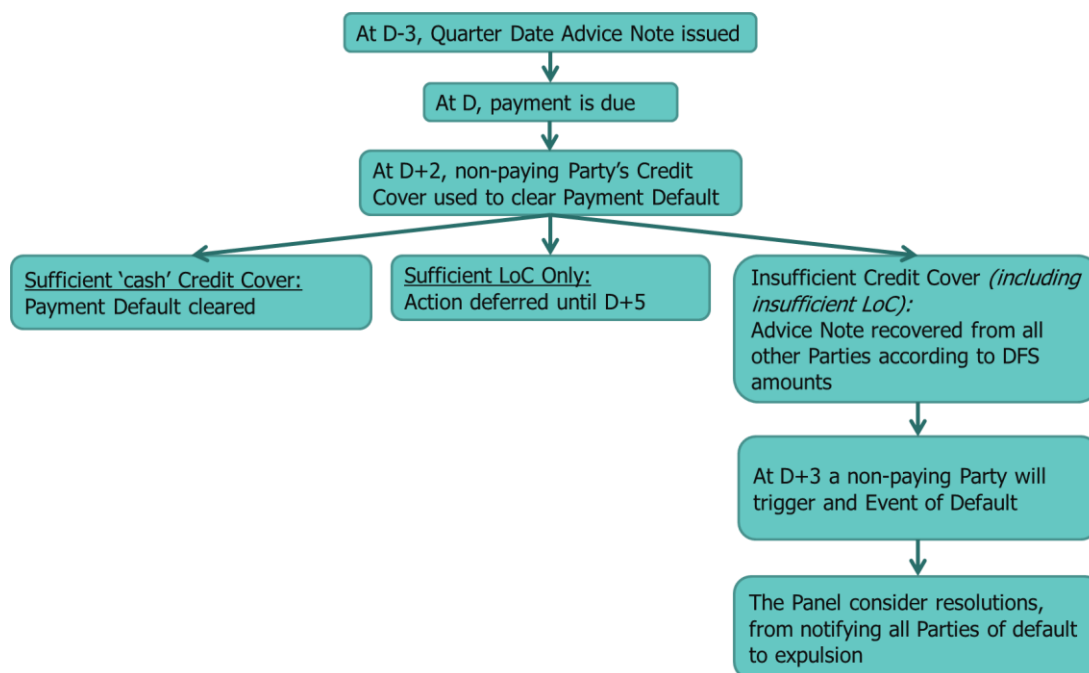 At D-3, Quarter Date Advice Note issued
At D, payment is due
At D+2, non-paying Party's Credit
Cover used to clear Payment Default
Sufficient 'cash' Credit Cover:
Payment Default cleared
Sufficient LoC Only:
Action deferred until D+5
Insufficient Credit Cover (including
insufficient LoC):
Advice Note recovered from all
other Parties according to DFS
amounts
At D+3 a non-paying Party will
trigger and Event of Default
The Panel consider resolutions,
from notifying all Parties of default
to expulsion